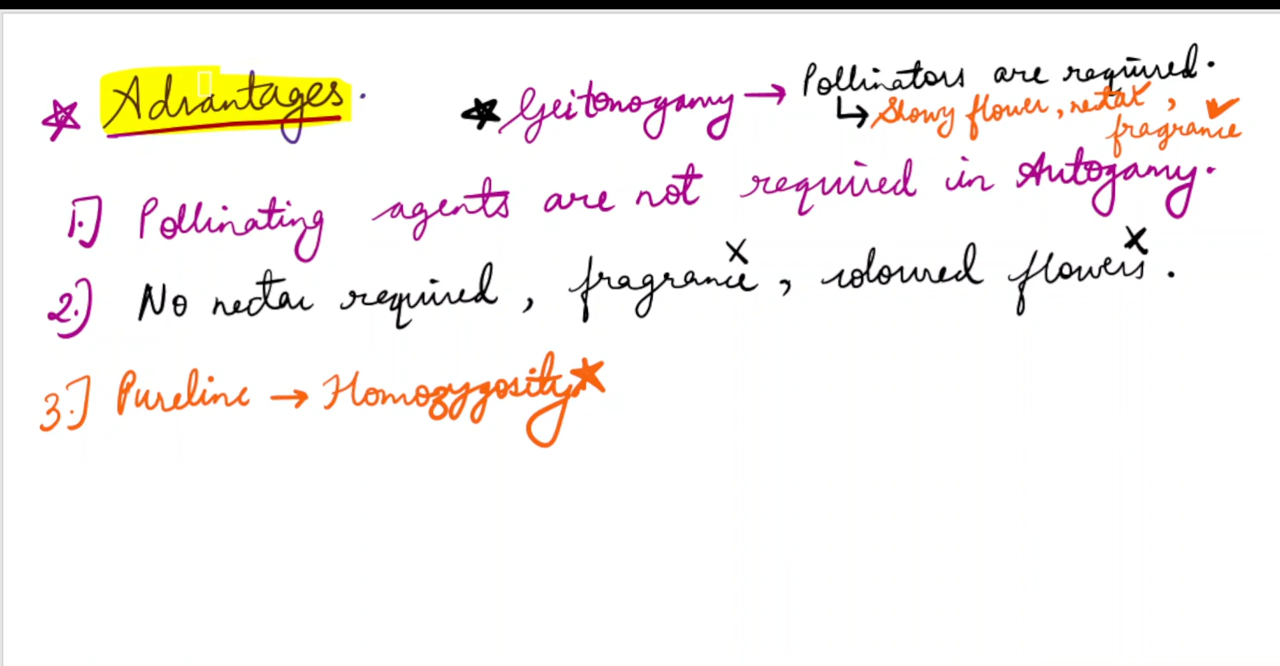 ☆ Advantages.
★ Geitonogamy → Pollinators are required.
↳ Showy flower, nectar, fragrance ✓
1.] Pollinating agents are not required in Autogamy.
2.) No nectar required, fragrance x, coloured flowers x.
3.] Pureline → Homozygosity. ★